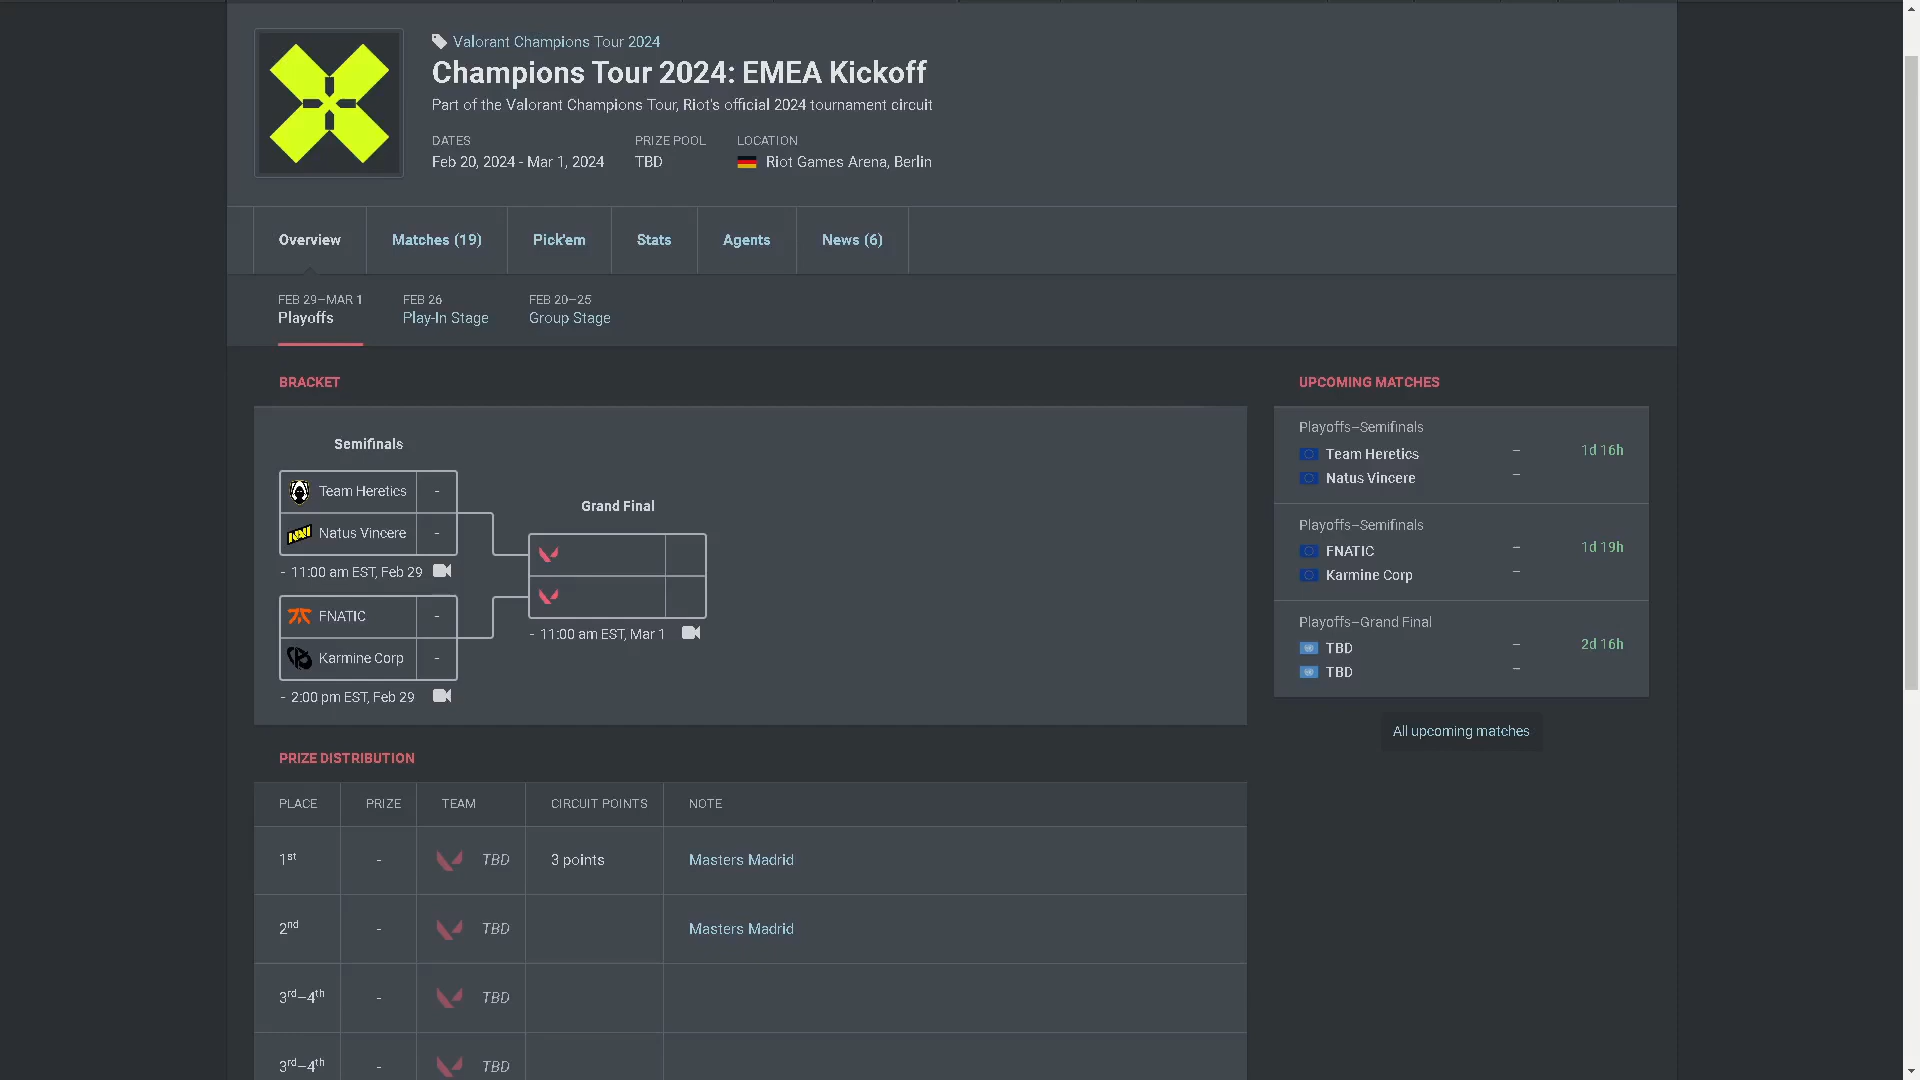 Valorant Champions Tour 2024
Champions Tour 2024: EMEA Kickoff
Part of the Valorant Champions Tour, Riot's official 2024 tournament circuit
DATES
Feb 20, 2024 - Mar 1, 2024
PRIZE POOL
TBD
LOCATION
Riot Games Arena, Berlin
Overview
Matches (19)
Pick'em
Stats
Agents
News (6)
FEB 29–MAR 1
Playoffs
FEB 26
Play-In Stage
FEB 20–25
Group Stage
BRACKET
Semifinals
Team Heretics -
Natus Vincere -
- 11:00 am EST, Feb 29
FNATIC -
Karmine Corp -
- 2:00 pm EST, Feb 29
Grand Final
- 11:00 am EST, Mar 1
UPCOMING MATCHES
Playoffs–Semifinals
Team Heretics –
Natus Vincere –
1d 16h
Playoffs–Semifinals
FNATIC –
Karmine Corp –
1d 19h
Playoffs–Grand Final
TBD –
TBD –
2d 16h
All upcoming matches
PRIZE DISTRIBUTION
PLACE PRIZE TEAM CIRCUIT POINTS NOTE
1st - TBD 3 points Masters Madrid
2nd - TBD Masters Madrid
3rd–4th - TBD
3rd–4th - TBD